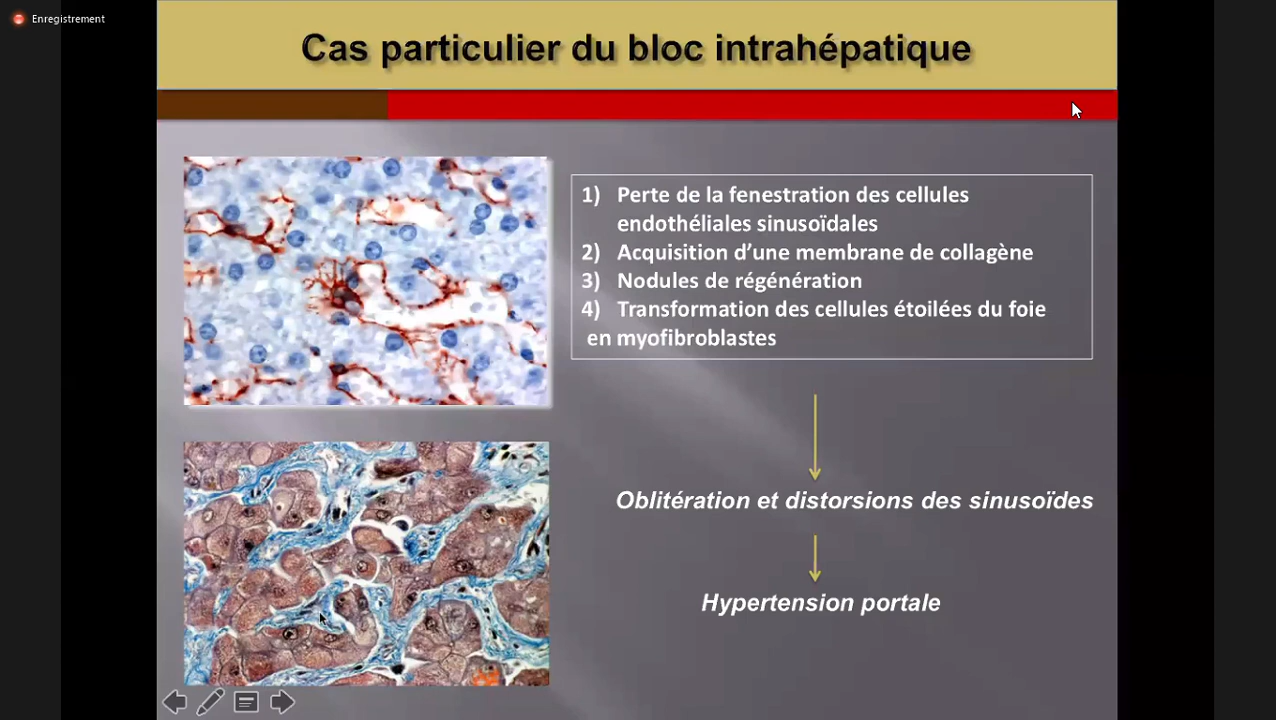 Enregistrement
Cas particulier du bloc intrahépatique
1) Perte de la fenestration des cellules
endothéliales sinusoïdales
2) Acquisition d’une membrane de collagène
3) Nodules de régénération
4) Transformation des cellules étoilées du foie
en myofibroblastes
Oblitération et distorsions des sinusoïdes
Hypertension portale